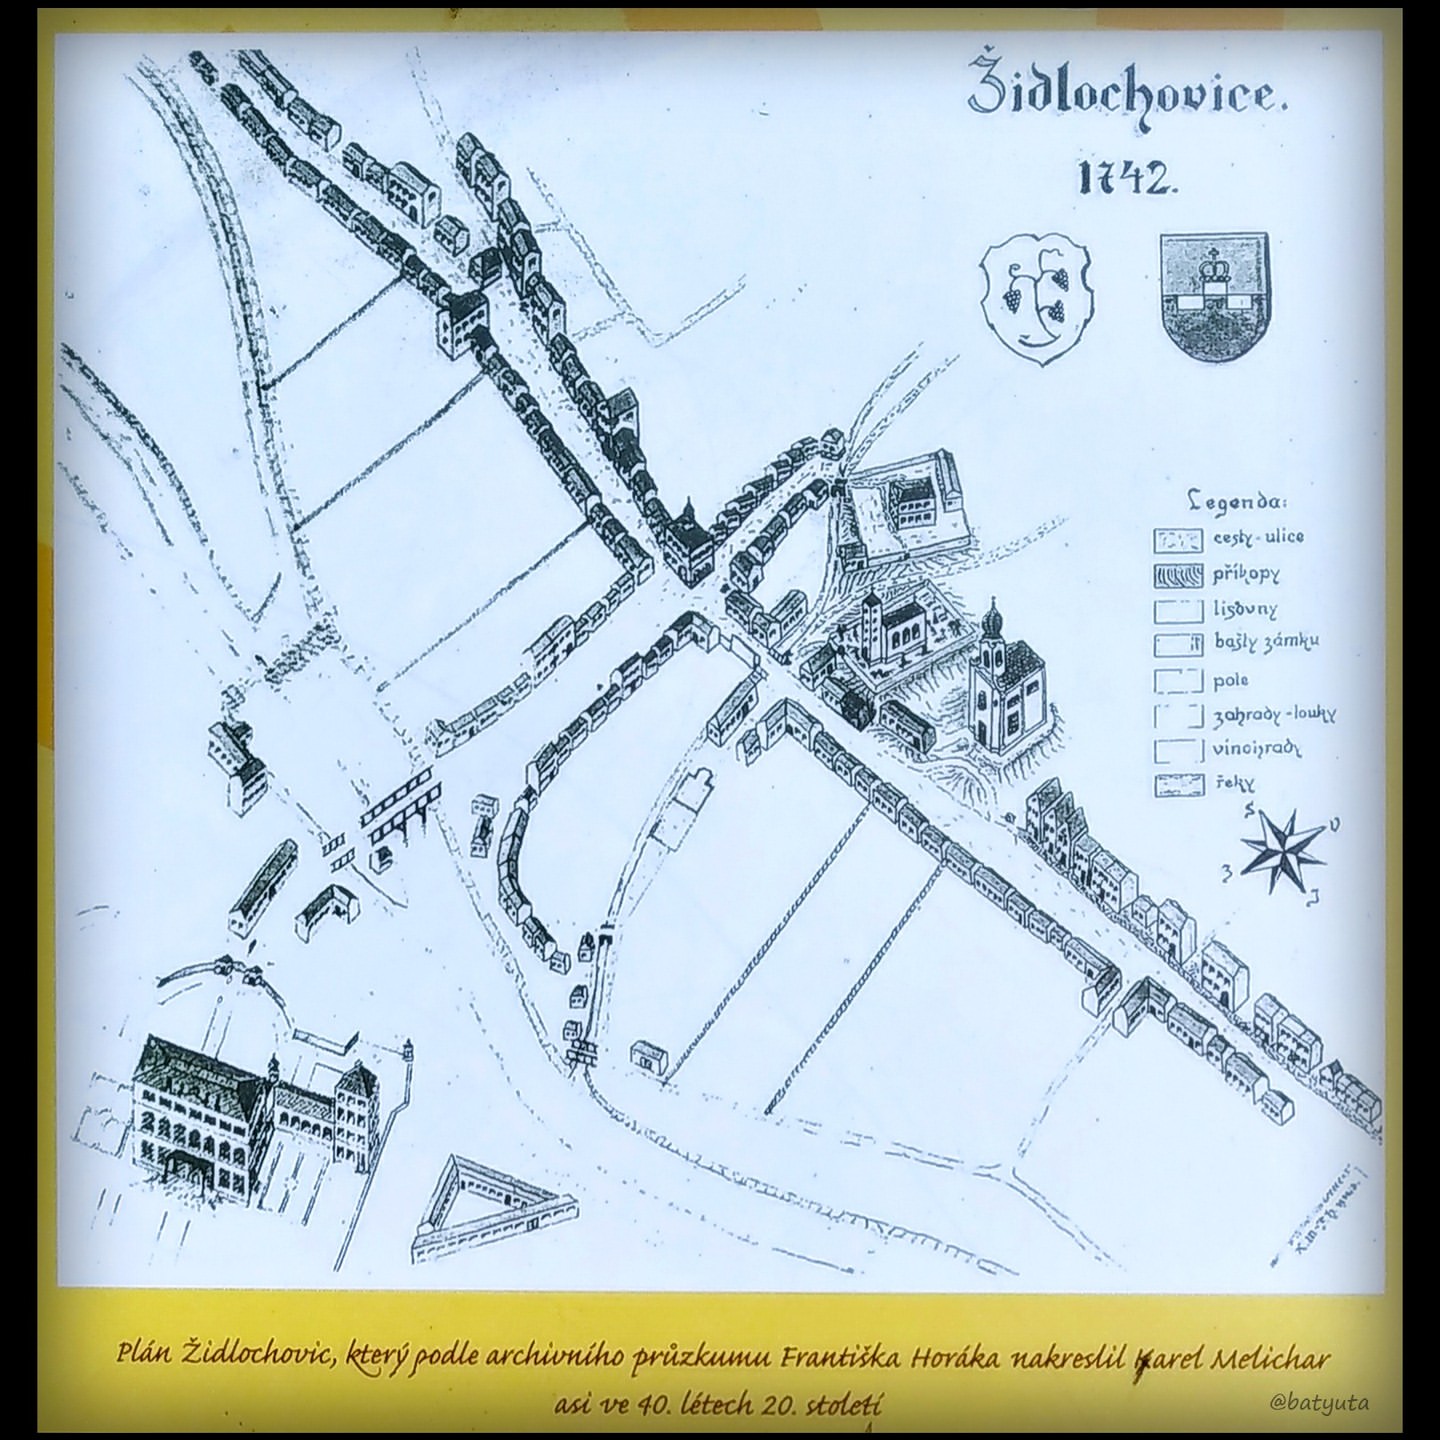 Židlochovice.
1742.
Legenda:
cesty-ulice
příkopy
bašty zámku
pole
zahrady-louky
vinohrady
řeky
S
V
Z
J
Plán Židlochovic, který podle archivního průzkumu Františka Horáka nakreslil Karel Melichar
asi ve 40. létech 20. století
@batyuta